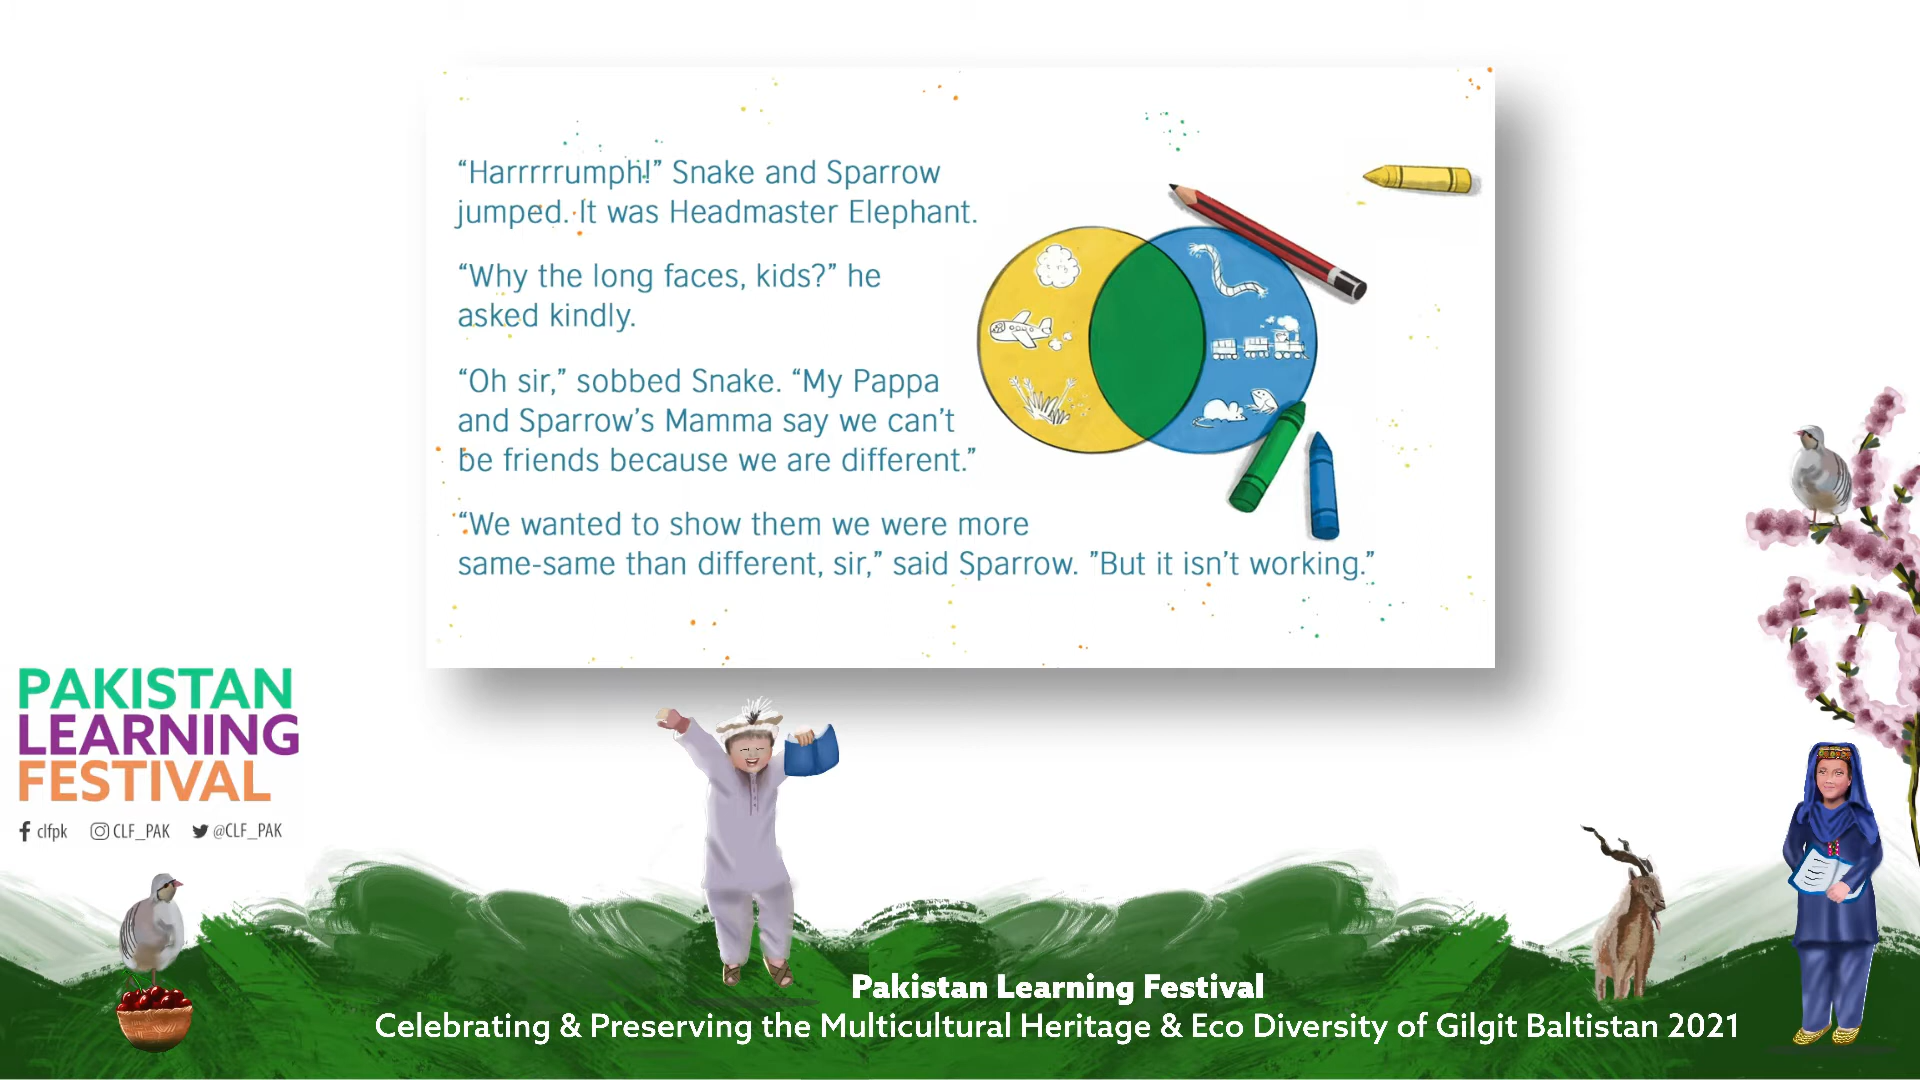 “Harrrrrumph!” Snake and Sparrow
jumped. It was Headmaster Elephant.
“Why the long faces, kids?” he
asked kindly.
“Oh sir,” sobbed Snake. “My Pappa
and Sparrow’s Mamma say we can’t
be friends because we are different.”
“We wanted to show them we were more
same-same than different, sir,” said Sparrow. ”But it isn’t working.”
PAKISTAN
LEARNING
FESTIVAL
clfpk CLF_PAK @CLF_PAK
Pakistan Learning Festival
Celebrating & Preserving the Multicultural Heritage & Eco Diversity of Gilgit Baltistan 2021